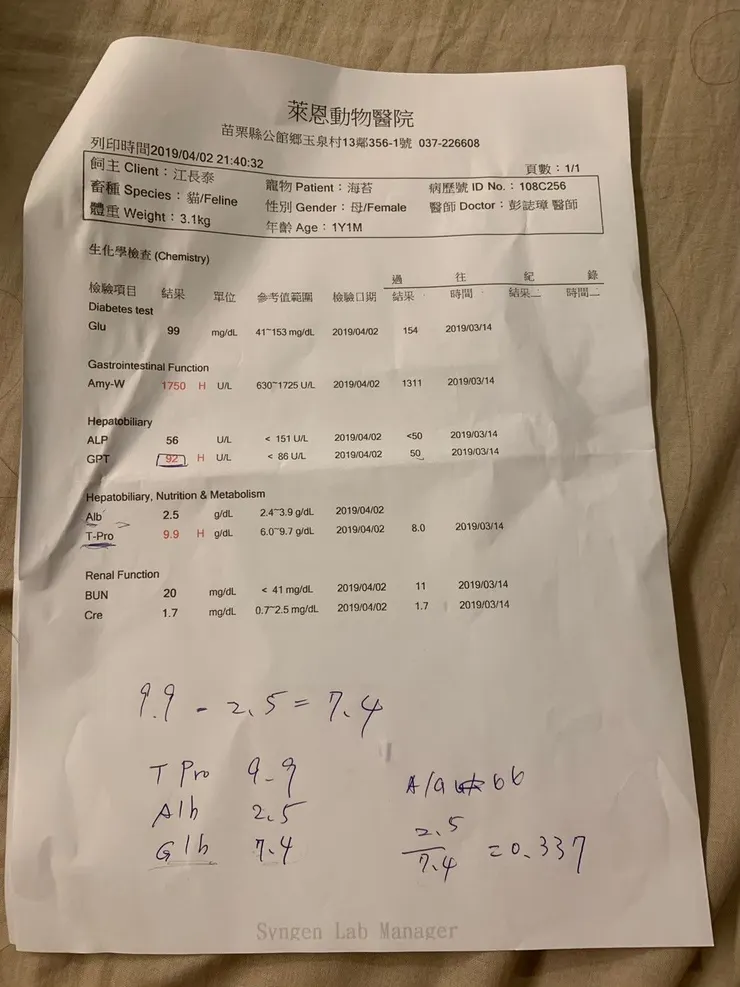 萊恩動物醫院
苗栗縣公館鄉玉泉村13鄰356-1號 037-226608
列印時間2019/04/02 21:40:32 頁數：1/1
飼主 Client：江長泰 寵物 Patient：海苔 病歷號 ID No.：108C256
畜種 Species：貓/Feline 性別 Gender：母/Female 醫師 Doctor：彭誌璋 醫師
體重 Weight：3.1kg 年齡 Age：1Y1M
生化學檢查 (Chemistry)
過 往 紀 錄
檢驗項目 結果 單位 參考值範圍 檢驗日期 結果一 時間一 結果二 時間二
Diabetes test
Glu 99 mg/dL 41~153 mg/dL 2019/04/02 154 2019/03/14
Gastrointestinal Function
Amy-W 1750 H U/L 630~1725 U/L 2019/04/02 1311 2019/03/14
Hepatobiliary
ALP 56 U/L < 151 U/L 2019/04/02 <50 2019/03/14
GPT 92 H U/L < 86 U/L 2019/04/02 50 2019/03/14
Hepatobiliary, Nutrition & Metabolism
Alb 2.5 g/dL 2.4~3.9 g/dL 2019/04/02
T-Pro 9.9 H g/dL 6.0~9.7 g/dL 2019/04/02 8.0 2019/03/14
Renal Function
BUN 20 mg/dL < 41 mg/dL 2019/04/02 11 2019/03/14
Cre 1.7 mg/dL 0.7~2.5 mg/dL 2019/04/02 1.7 2019/03/14
9.9 - 2.5 = 7.4
T Pro 9.9
Alb 2.5
Glb 7.4
A/G
2.5/7.4 = 0.337
Syngen Lab Manager